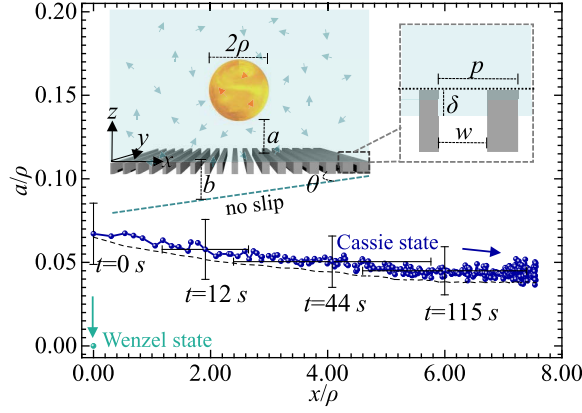 0.20
0.15
0.10
0.05
0.00
a/ρ
2ρ
a
z
y
x
b
θ
no slip
p
δ
w
Cassie state
t=0 s
t=12 s
t=44 s
t=115 s
Wenzel state
0.00 2.00 4.00 6.00 8.00
x/ρ